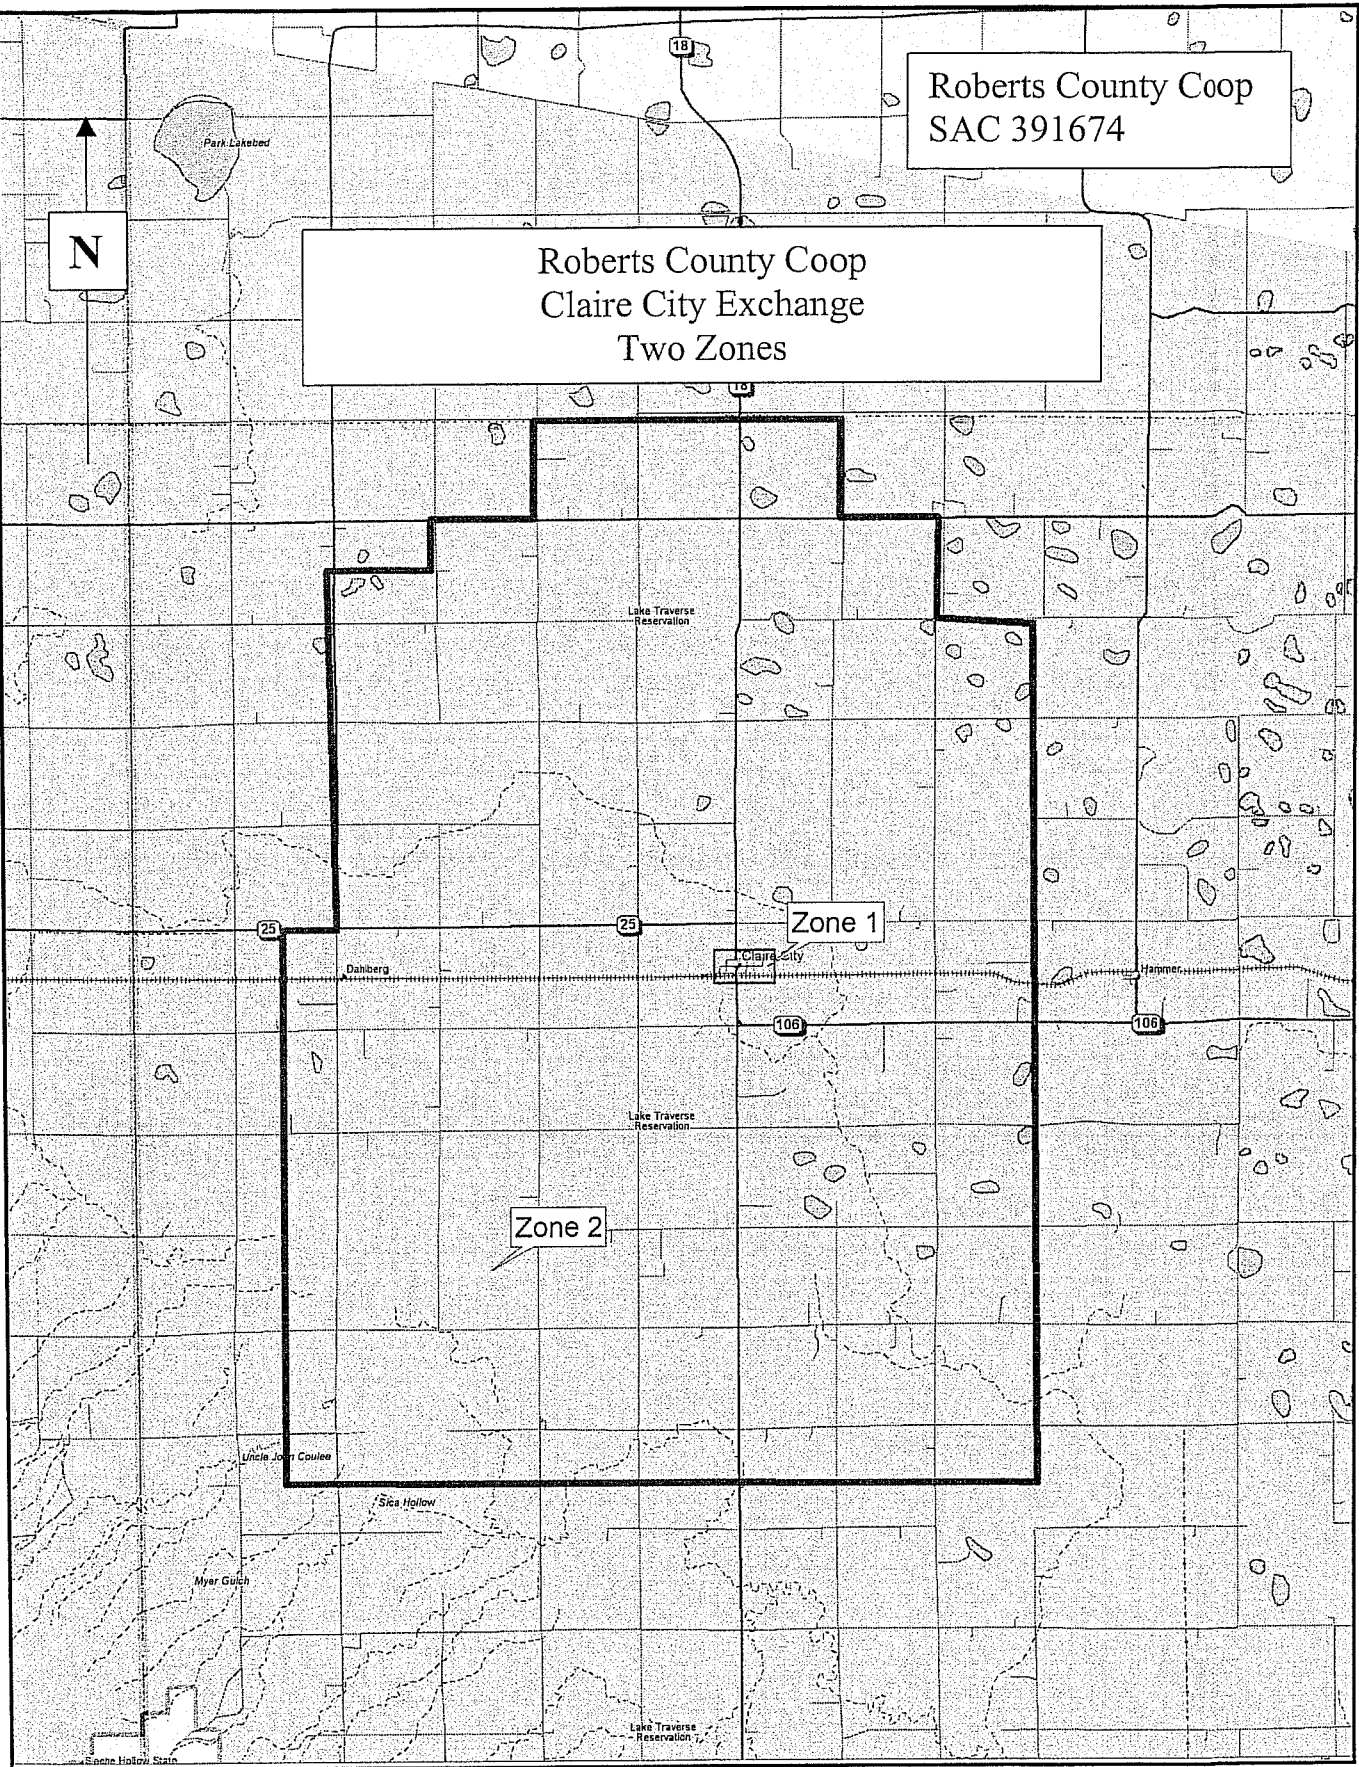 18
Roberts County Coop
SAC 391674
Park Lakebed
N
Roberts County Coop
Claire City Exchange
Two Zones
18
Lake Traverse
Reservation
25
25
Zone 1
Claire City
Dahlberg
Hammer
106
106
Lake Traverse
Reservation
Zone 2
Uncle John Coulee
Sica Hollow
Myer Gulch
Lake Traverse
Reservation
Hollow State